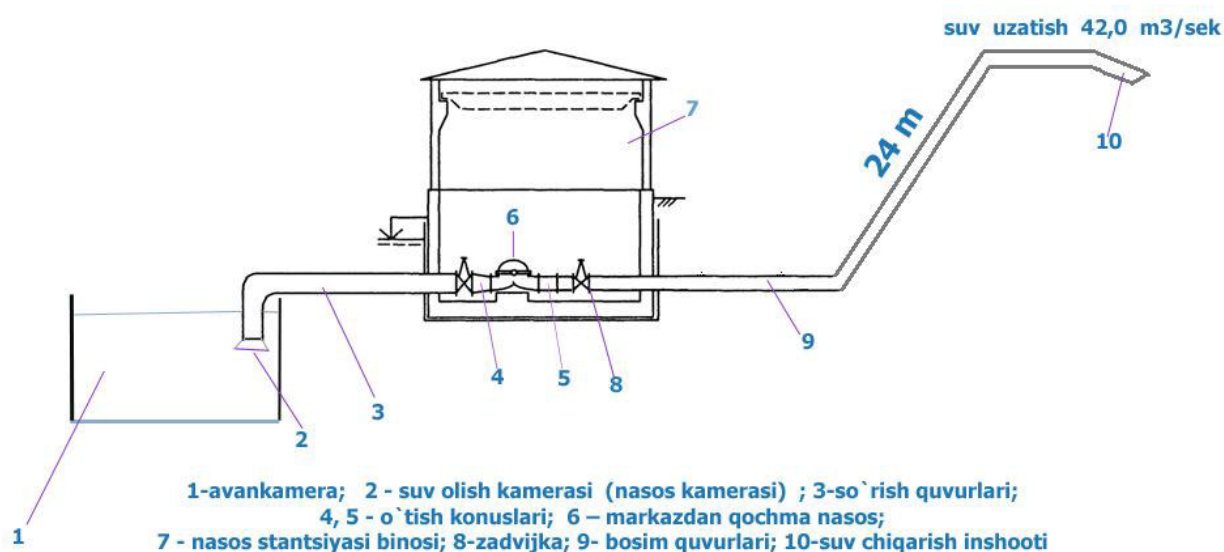 suv uzatish 42,0 m3/sek
7
10
24 m
6
9
4
5
8
3
2
1
1-avankamera; 2 - suv olish kamerasi (nasos kamerasi) ; 3-so`rish quvurlari;
4, 5 - o`tish konuslari; 6 – markazdan qochma nasos;
7 - nasos stantsiyasi binosi; 8-zadvijka; 9- bosim quvurlari; 10-suv chiqarish inshooti